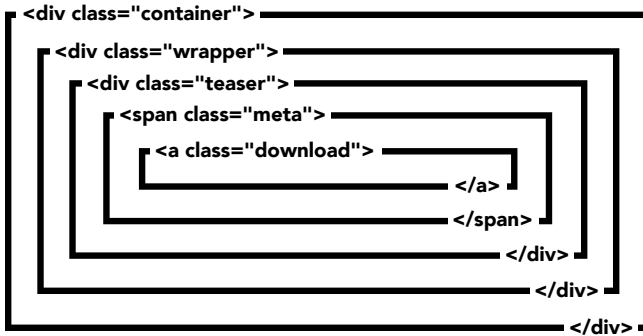 <div class="container">
<div class="wrapper">
<div class="teaser">
<span class="meta">
<a class="download">
</a>
</span>
</div>
</div>
</div>